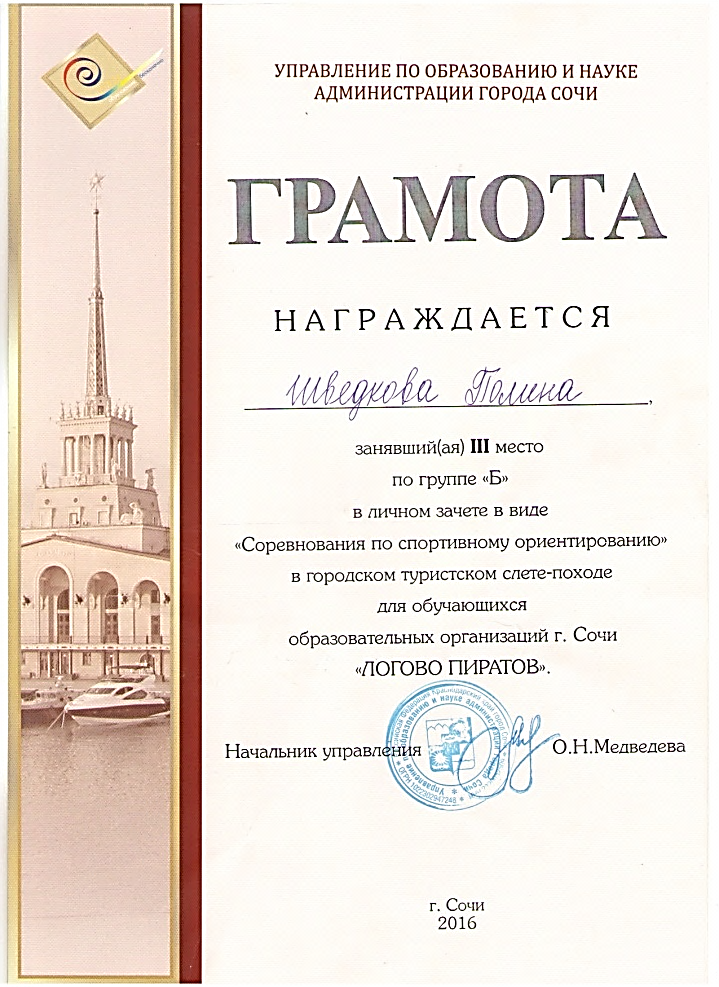 УПРАВЛЕНИЕ ПО ОБРАЗОВАНИЮ И НАУКЕ
АДМИНИСТРАЦИИ ГОРОДА СОЧИ
ГРАМОТА
НАГРАЖДАЕТСЯ
Шведкова Полина,
занявший(ая) III место
по группе «Б»
в личном зачете в виде
«Соревнования по спортивному ориентированию»
в городском туристском слете-походе
для обучающихся
образовательных организаций г. Сочи
«ЛОГОВО ПИРАТОВ».
Начальник управления О.Н.Медведева
г. Сочи
2016